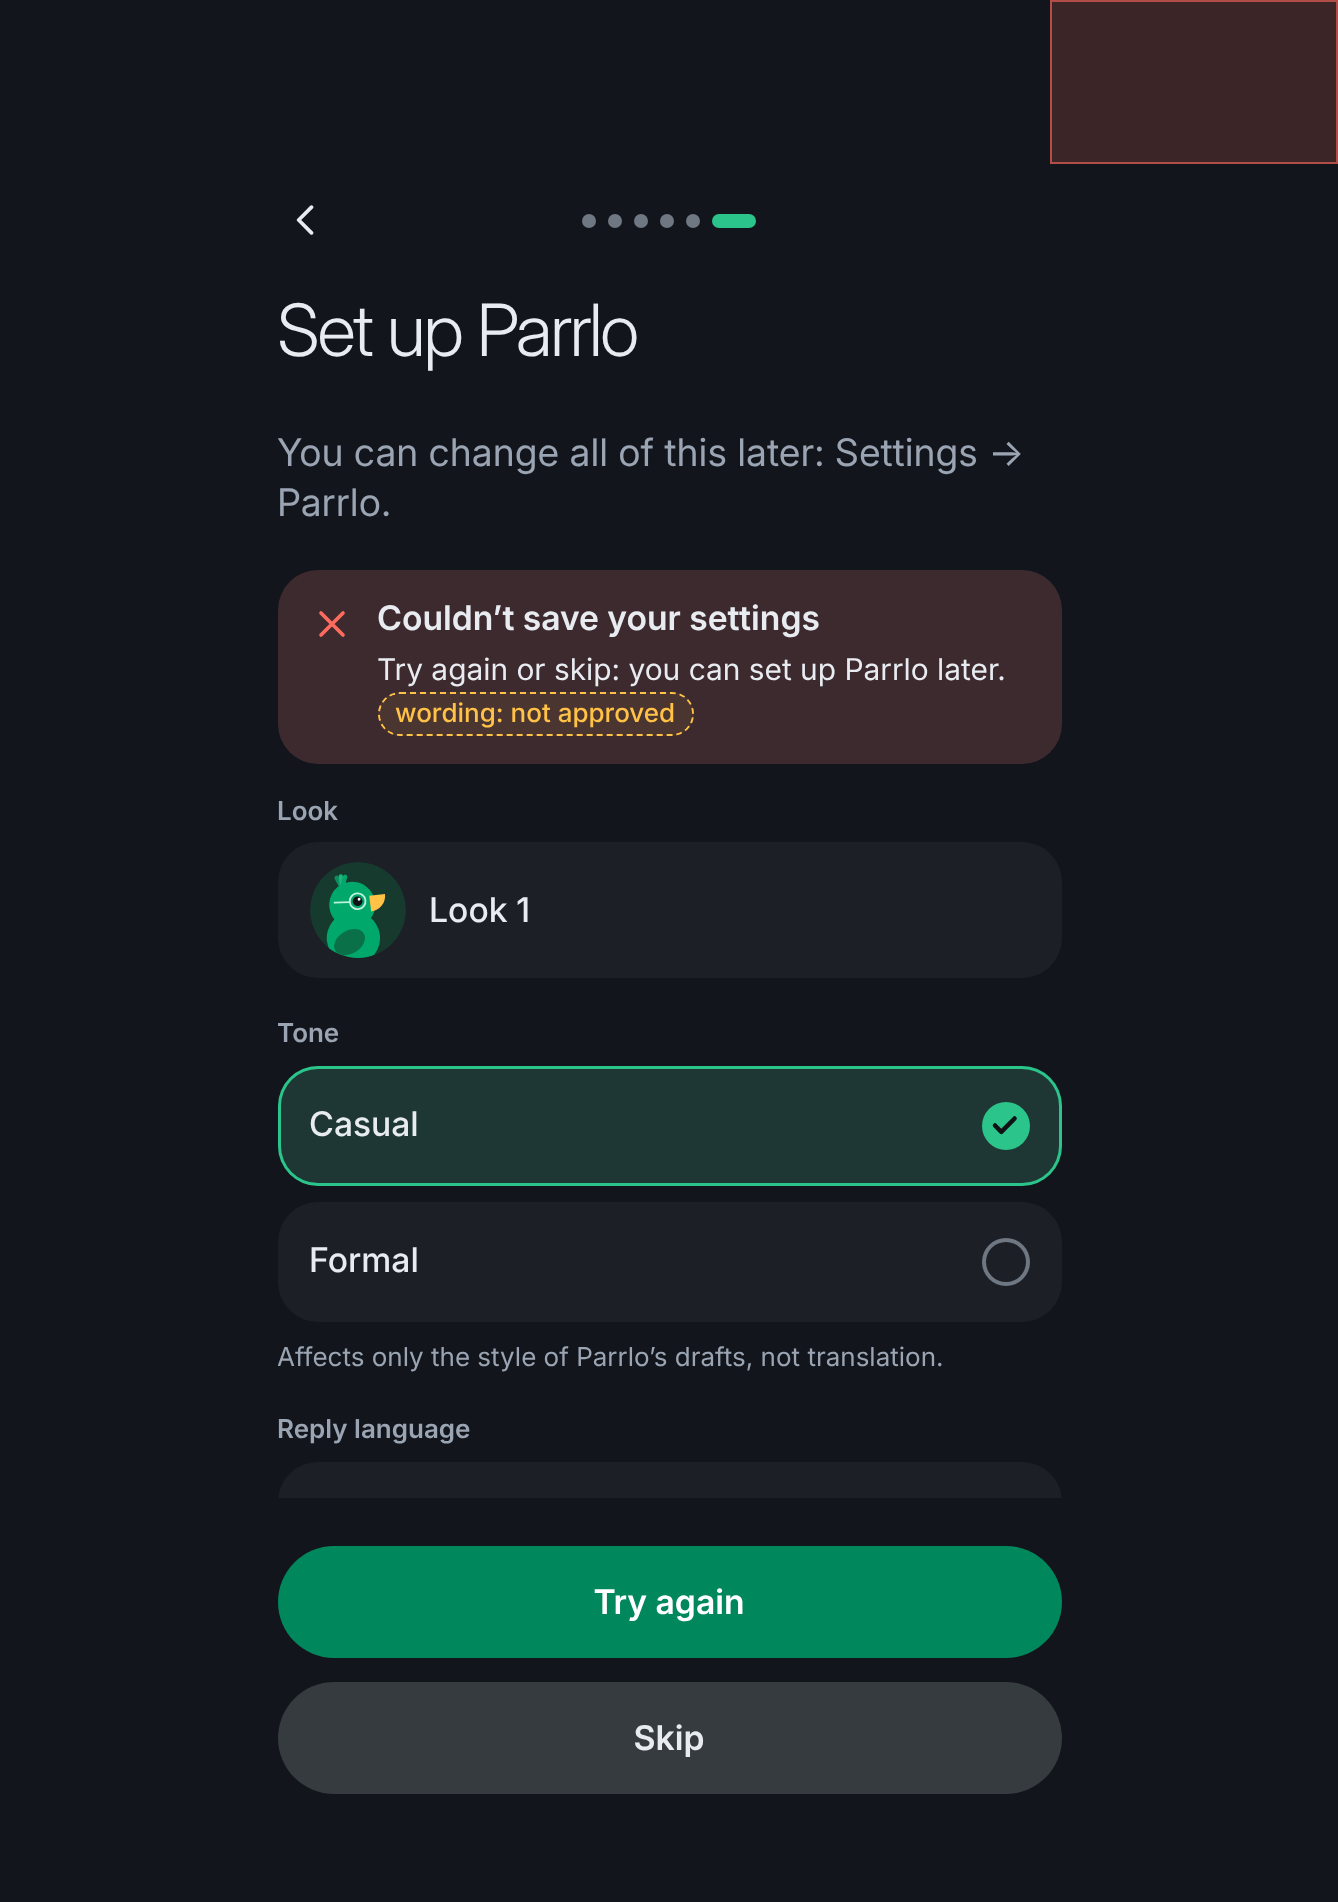 Set up Parrlo
You can change all of this later: Settings →
Parrlo.
Couldn’t save your settings
Try again or skip: you can set up Parrlo later.
wording: not approved
Look
Look 1
Tone
Casual
Formal
Affects only the style of Parrlo’s drafts, not translation.
Reply language
Try again
Skip